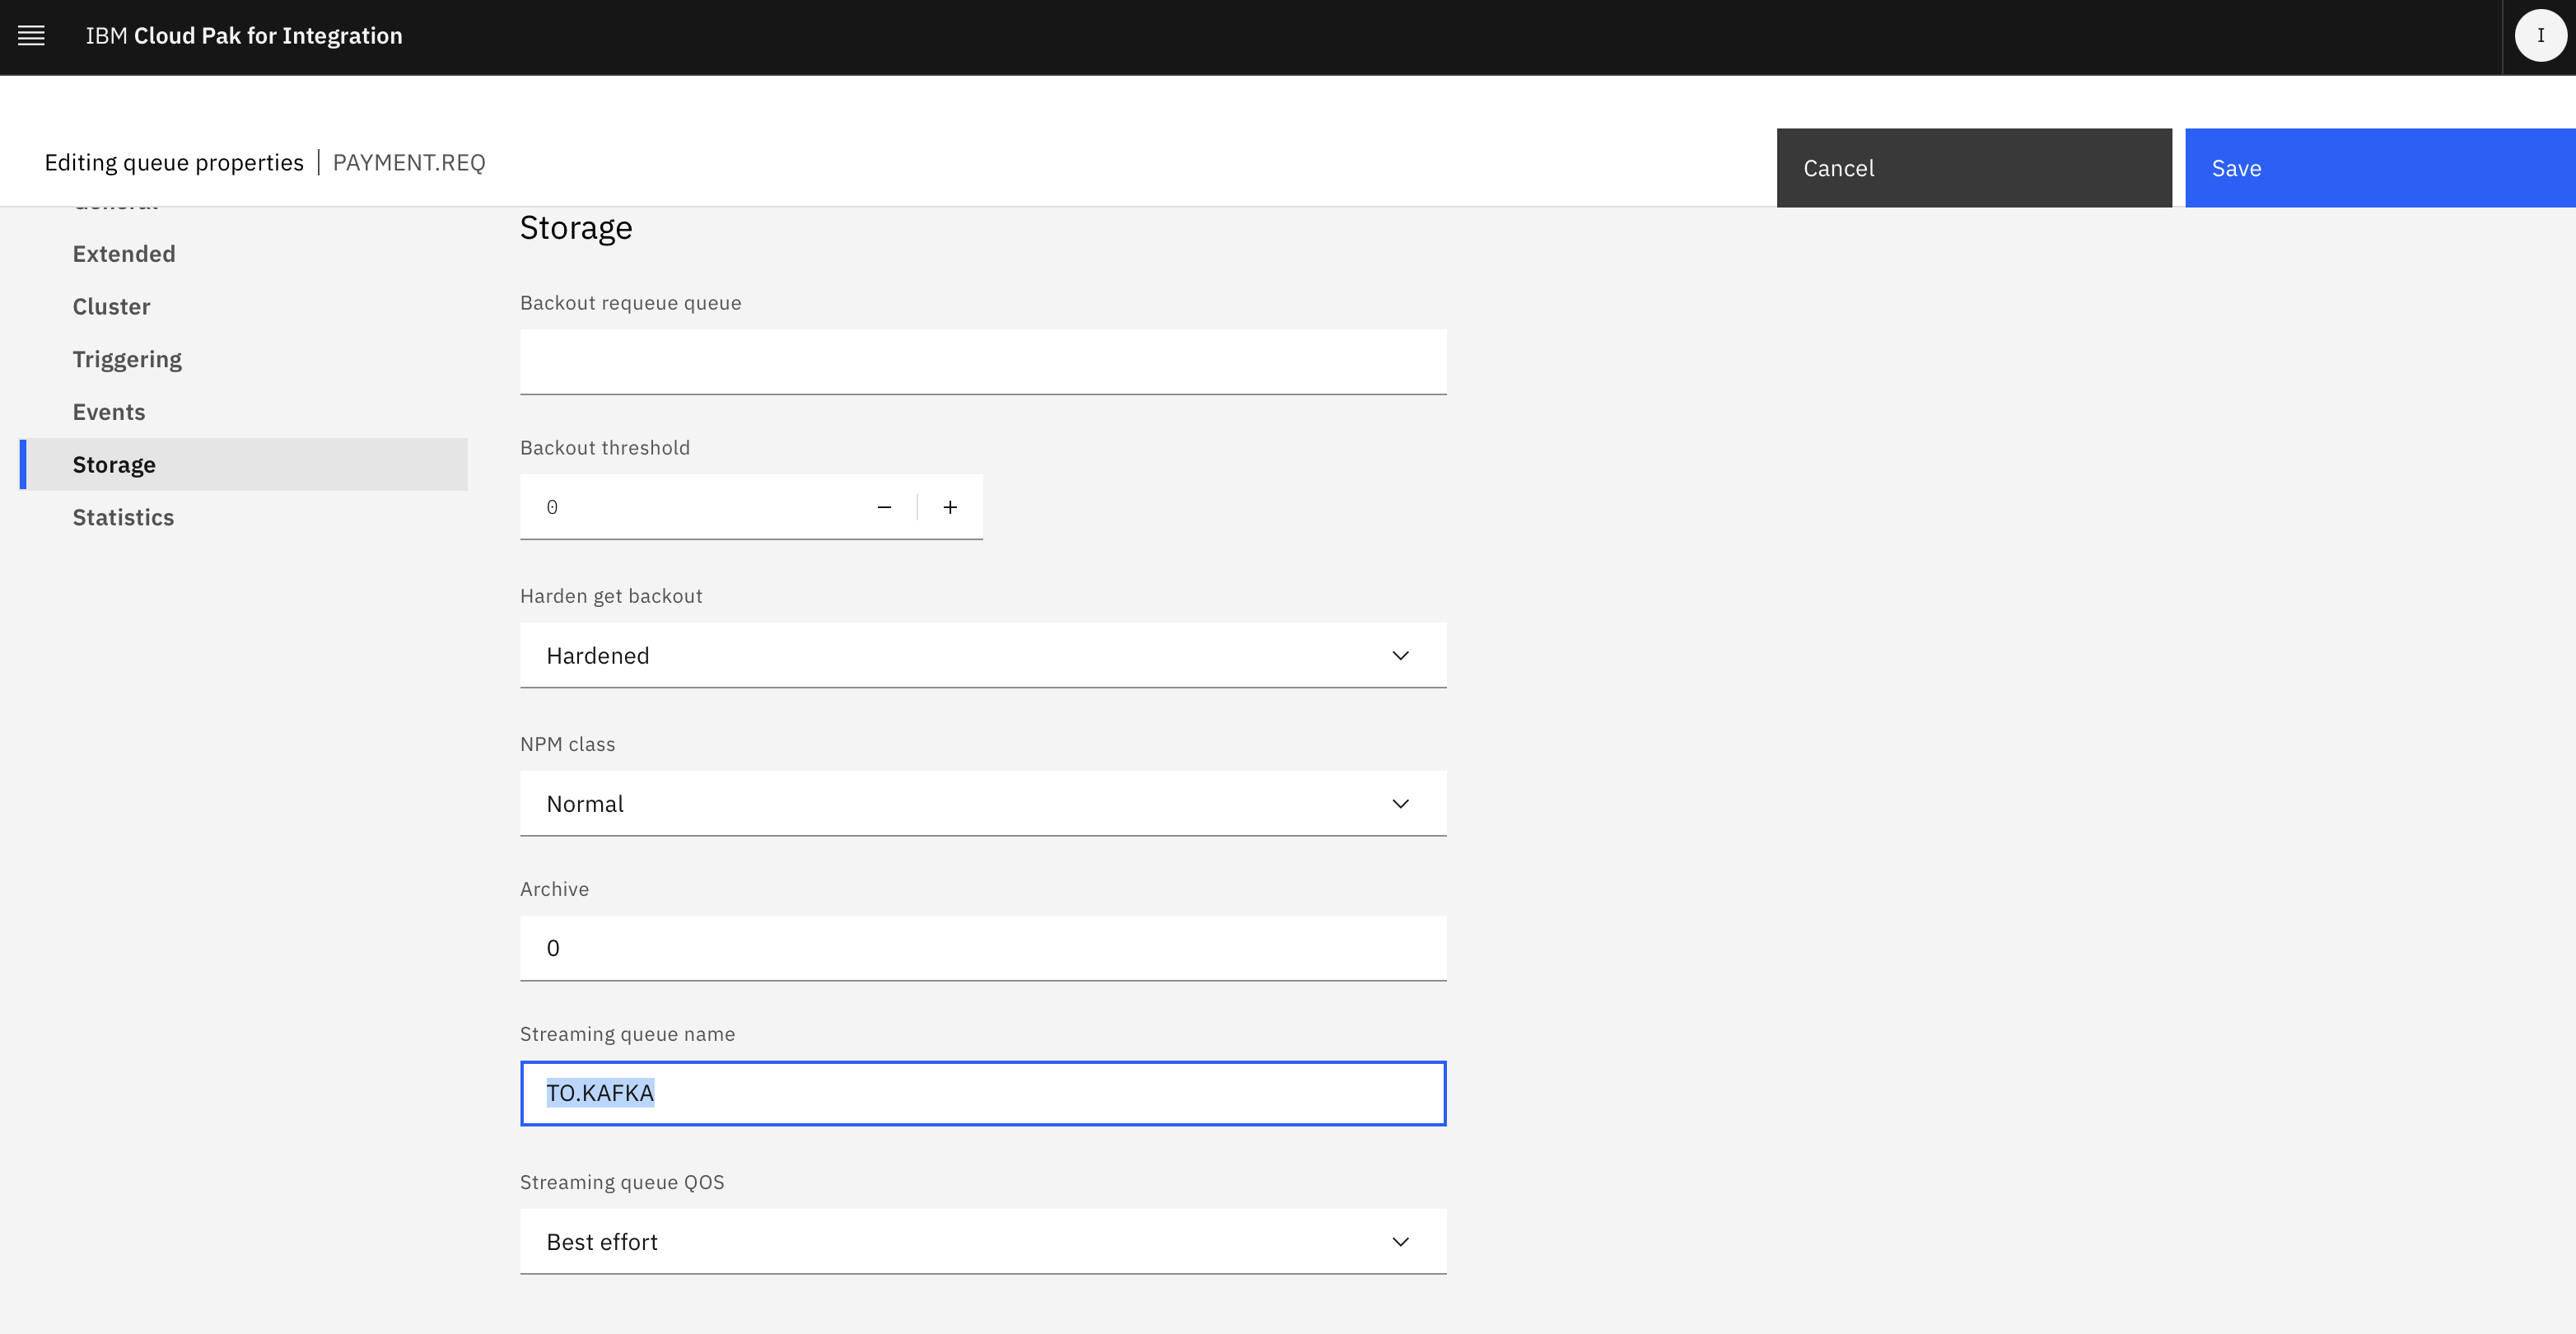 IBM Cloud Pak for Integration
I
Editing queue properties | PAYMENT.REQ
Cancel
Save
General
Extended
Cluster
Triggering
Events
Storage
Statistics
Storage
Backout requeue queue
Backout threshold
0
Harden get backout
Hardened
NPM class
Normal
Archive
0
Streaming queue name
TO.KAFKA
Streaming queue QOS
Best effort